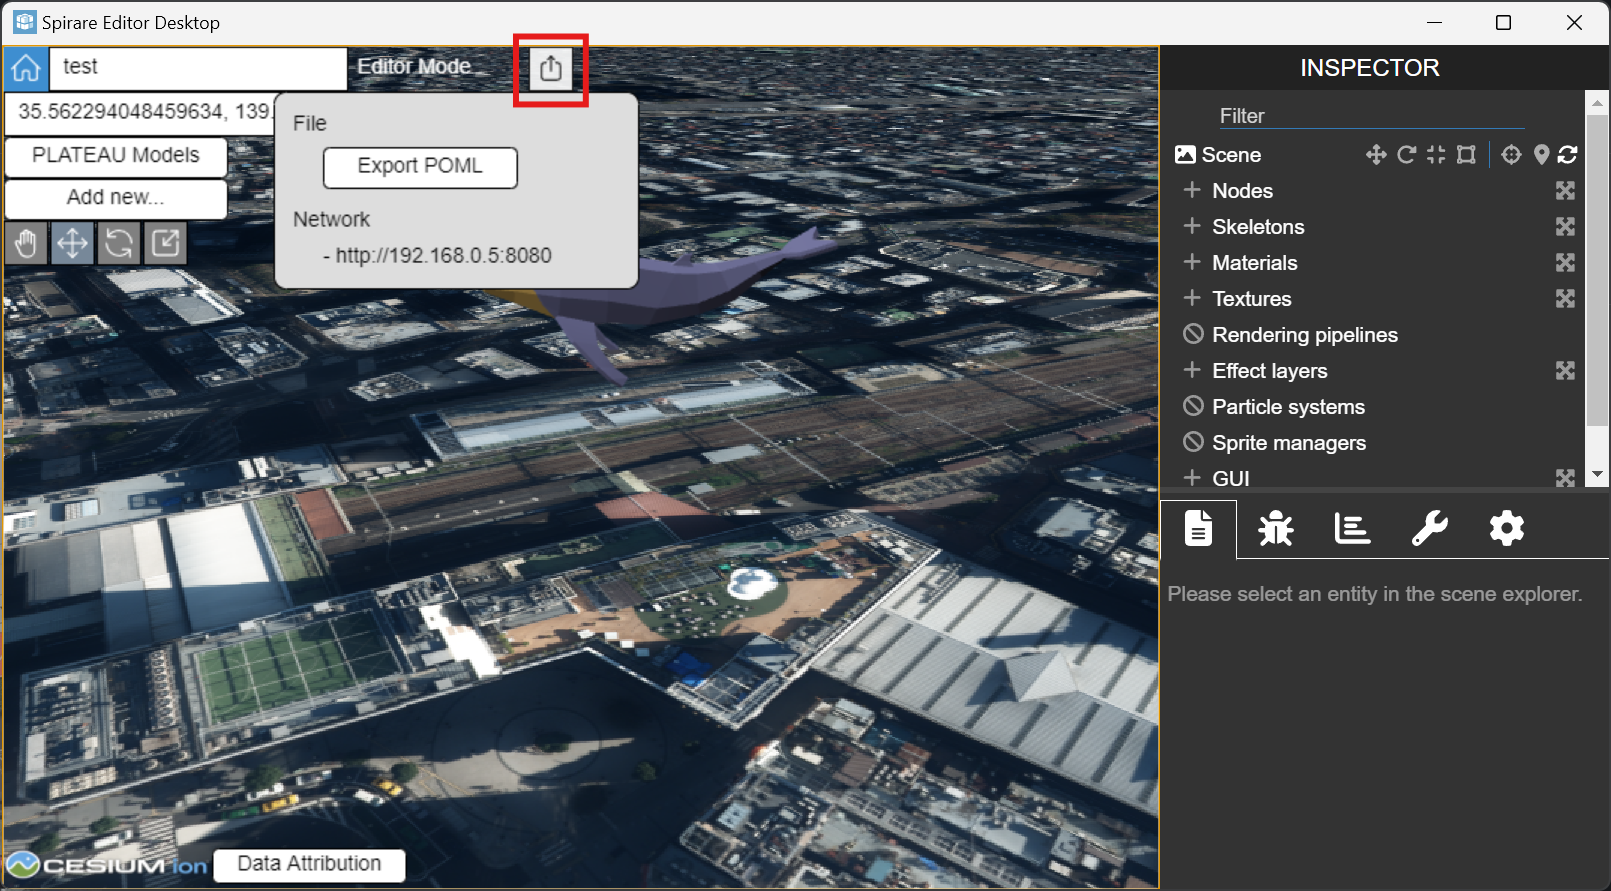 Spirare Editor Desktop
test
Editor Mode
35.562294048459634, 139.
PLATEAU Models
Add new...
File
Export POML
Network
- http://192.168.0.5:8080
CESIUM ion
Data Attribution
INSPECTOR
Filter
Scene
Nodes
Skeletons
Materials
Textures
Rendering pipelines
Effect layers
Particle systems
Sprite managers
GUI
Please select an entity in the scene explorer.